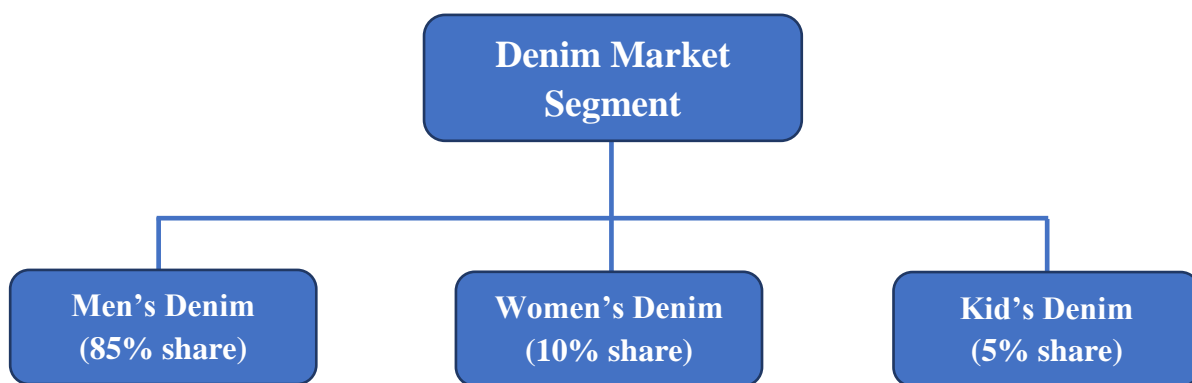 Denim Market
Segment
Men’s Denim
(85% share)
Women’s Denim
(10% share)
Kid’s Denim
(5% share)